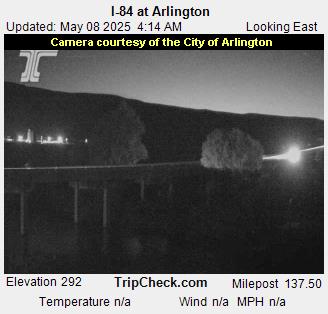 I-84 at Arlington
Updated: May 08 2025 4:14 AM Looking East
Camera courtesy of the City of Arlington
Elevation 292 TripCheck.com Milepost 137.50
Temperature n/a Wind n/a MPH n/a